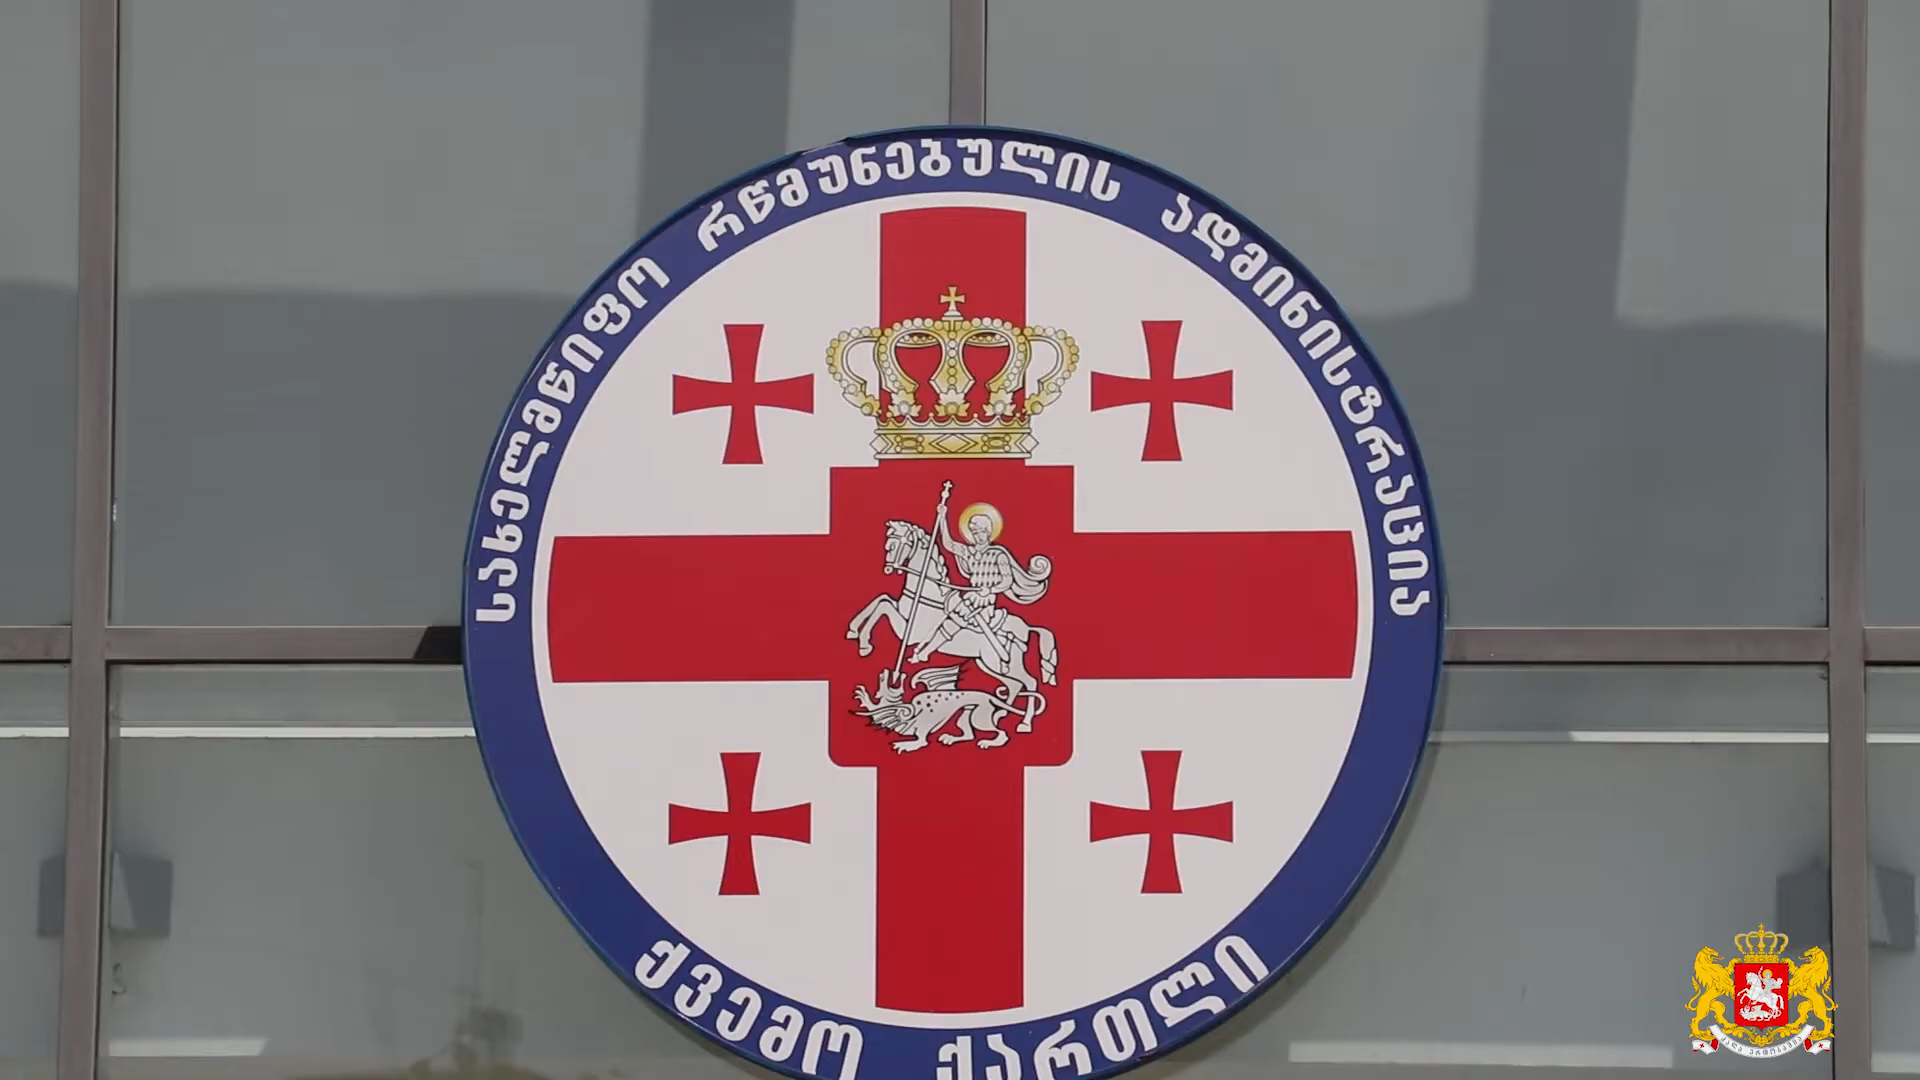 სახელმწიფო რწმუნებულის ადმინისტრაცია
ქვემო ქართლი